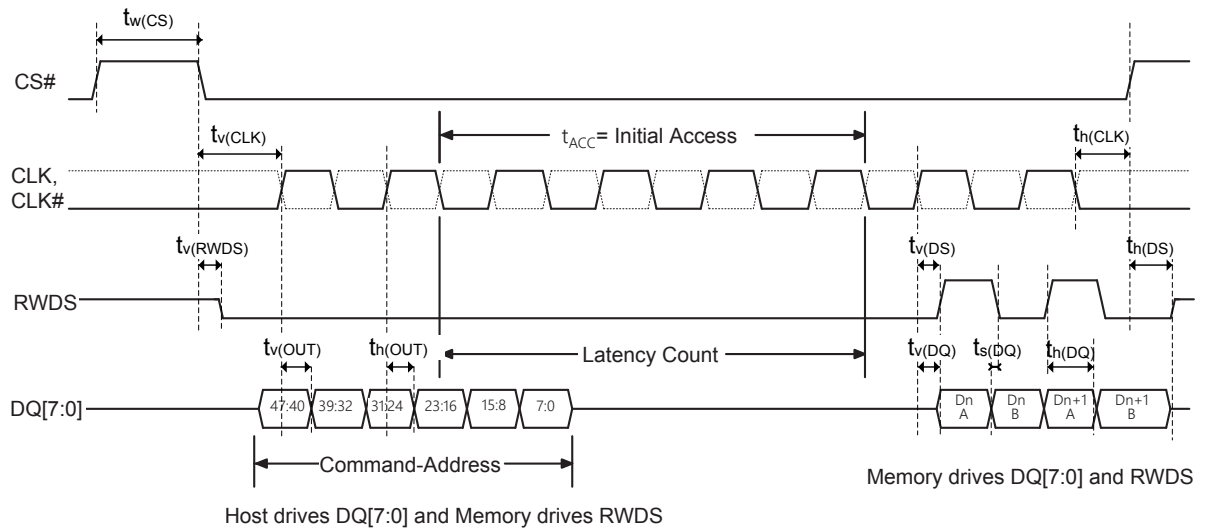 tw(CS)
CS#
tv(CLK)
tACC= Initial Access
th(CLK)
CLK,
CLK#
tv(RWDS)
tv(DS)
th(DS)
RWDS
tv(OUT)
th(OUT)
Latency Count
tv(DQ)
ts(DQ)
th(DQ)
DQ[7:0]
47:40
39:32
31:24
23:16
15:8
7:0
Dn
A
Dn
B
Dn+1
A
Dn+1
B
Command-Address
Memory drives DQ[7:0] and RWDS
Host drives DQ[7:0] and Memory drives RWDS